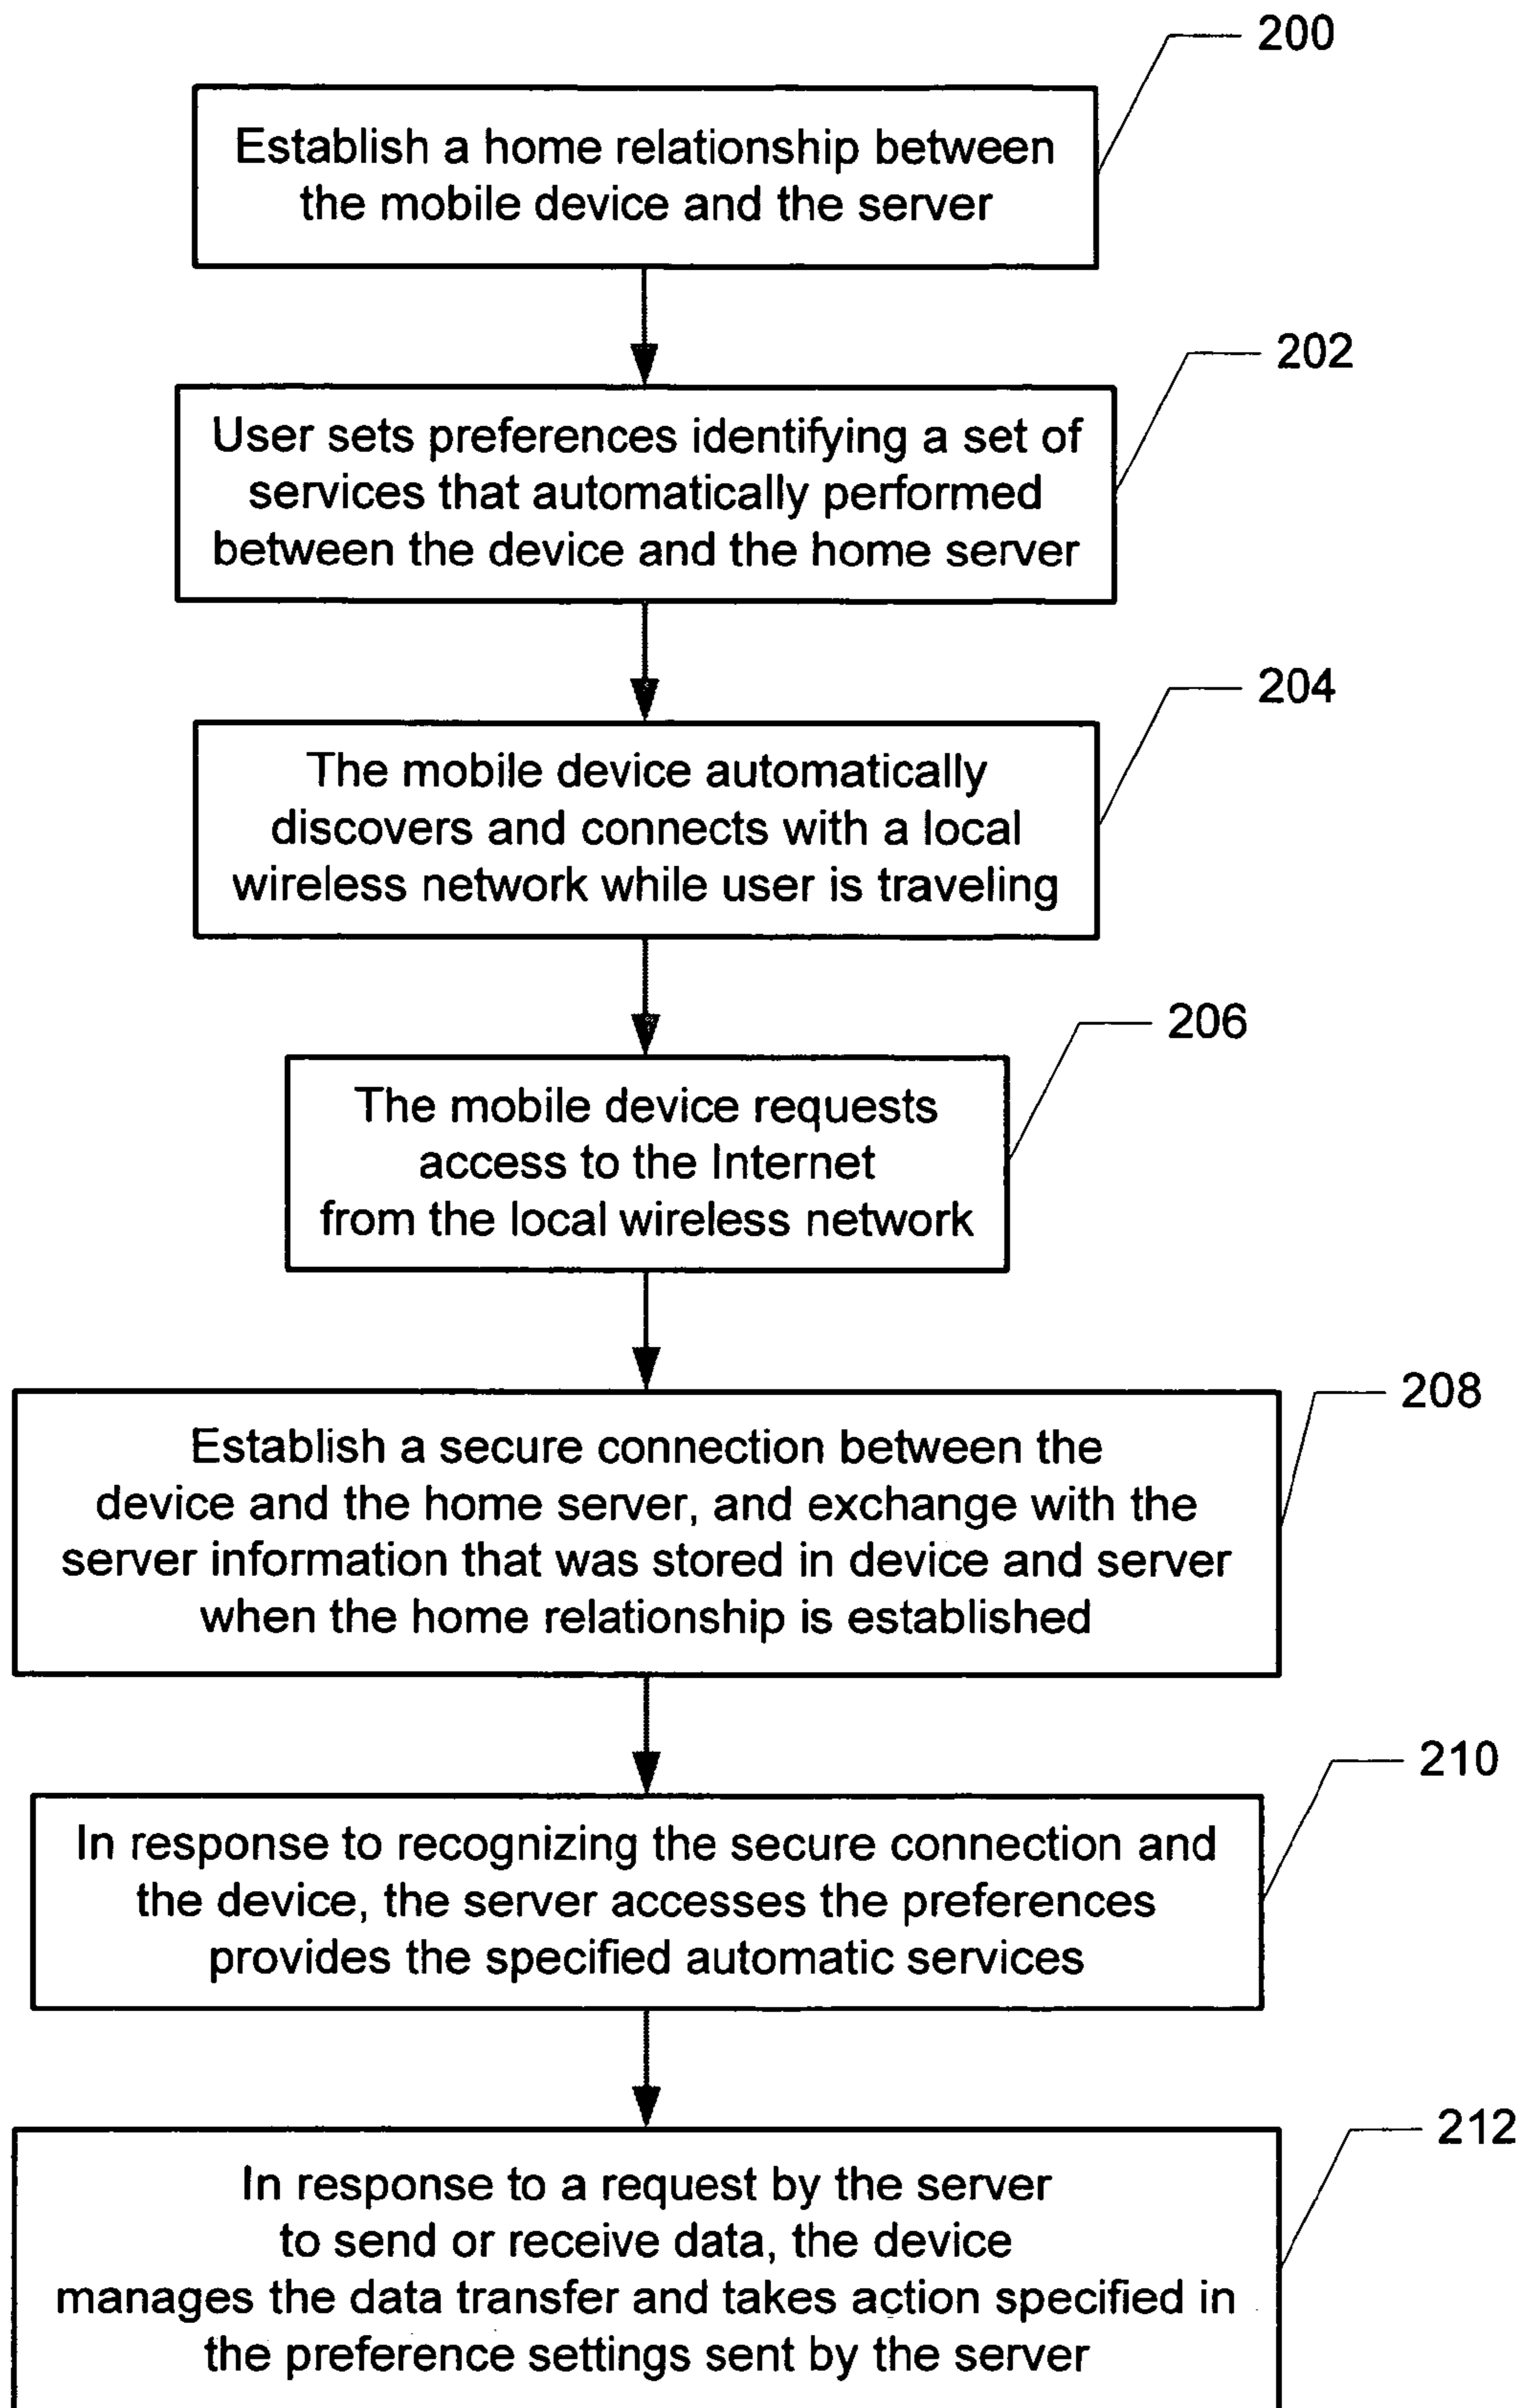 200
Establish a home relationship between
the mobile device and the server
202
User sets preferences identifying a set of
services that automatically performed
between the device and the home server
204
The mobile device automatically
discovers and connects with a local
wireless network while user is traveling
206
The mobile device requests
access to the Internet
from the local wireless network
208
Establish a secure connection between the
device and the home server, and exchange with the
server information that was stored in device and server
when the home relationship is established
210
In response to recognizing the secure connection and
the device, the server accesses the preferences
provides the specified automatic services
212
In response to a request by the server
to send or receive data, the device
manages the data transfer and takes action specified in
the preference settings sent by the server